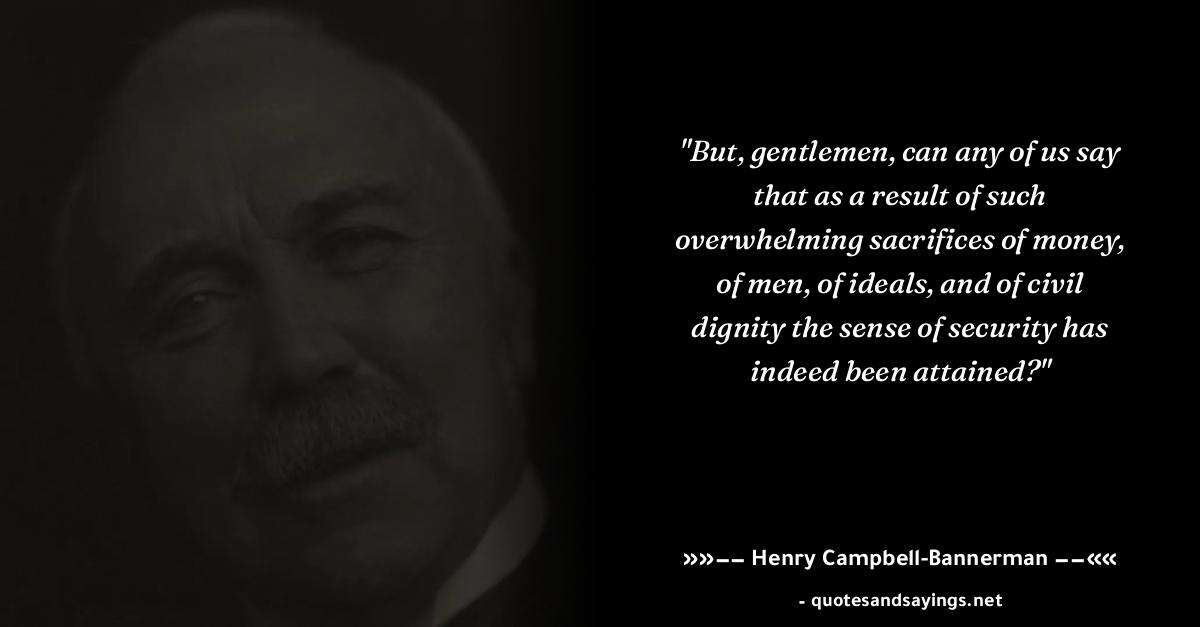 "But, gentlemen, can any of us say
that as a result of such
overwhelming sacrifices of money,
of men, of ideals, and of civil
dignity the sense of security has
indeed been attained?"
»»–– Henry Campbell-Bannerman ––««
- quotesandsayings.net